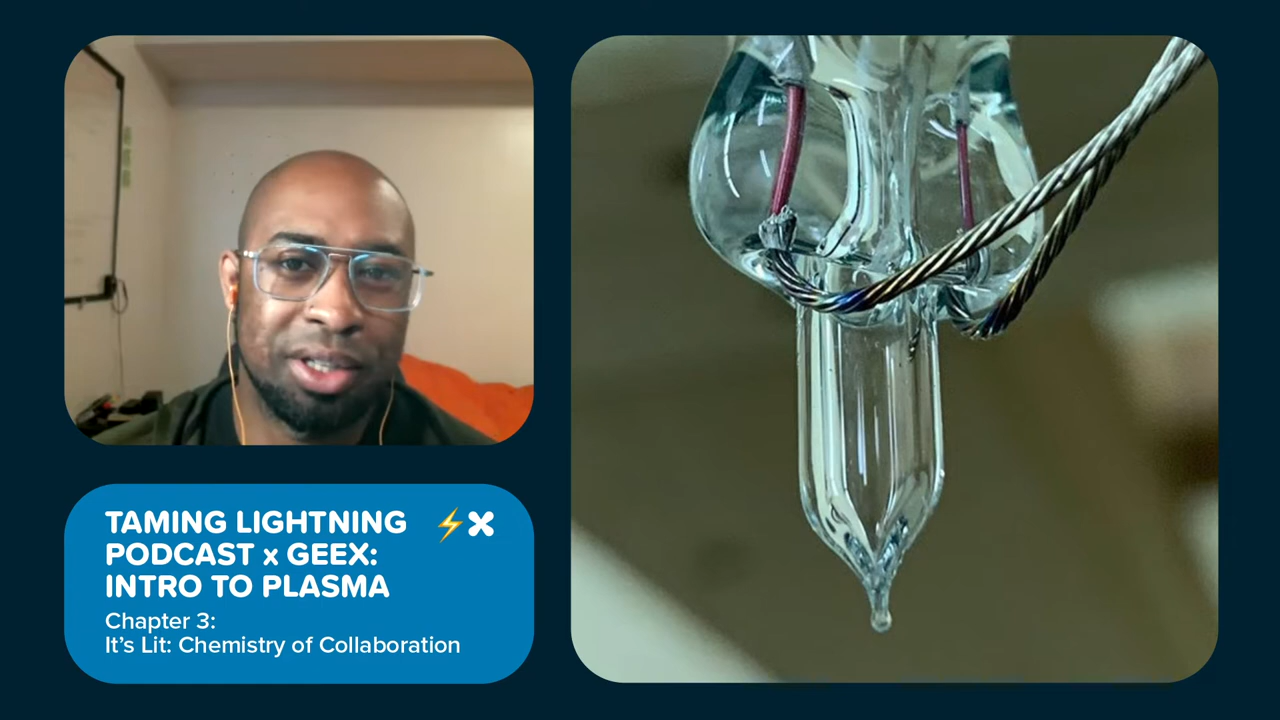 TAMING LIGHTNING
PODCAST x GEEX:
INTRO TO PLASMA
Chapter 3:
It’s Lit: Chemistry of Collaboration